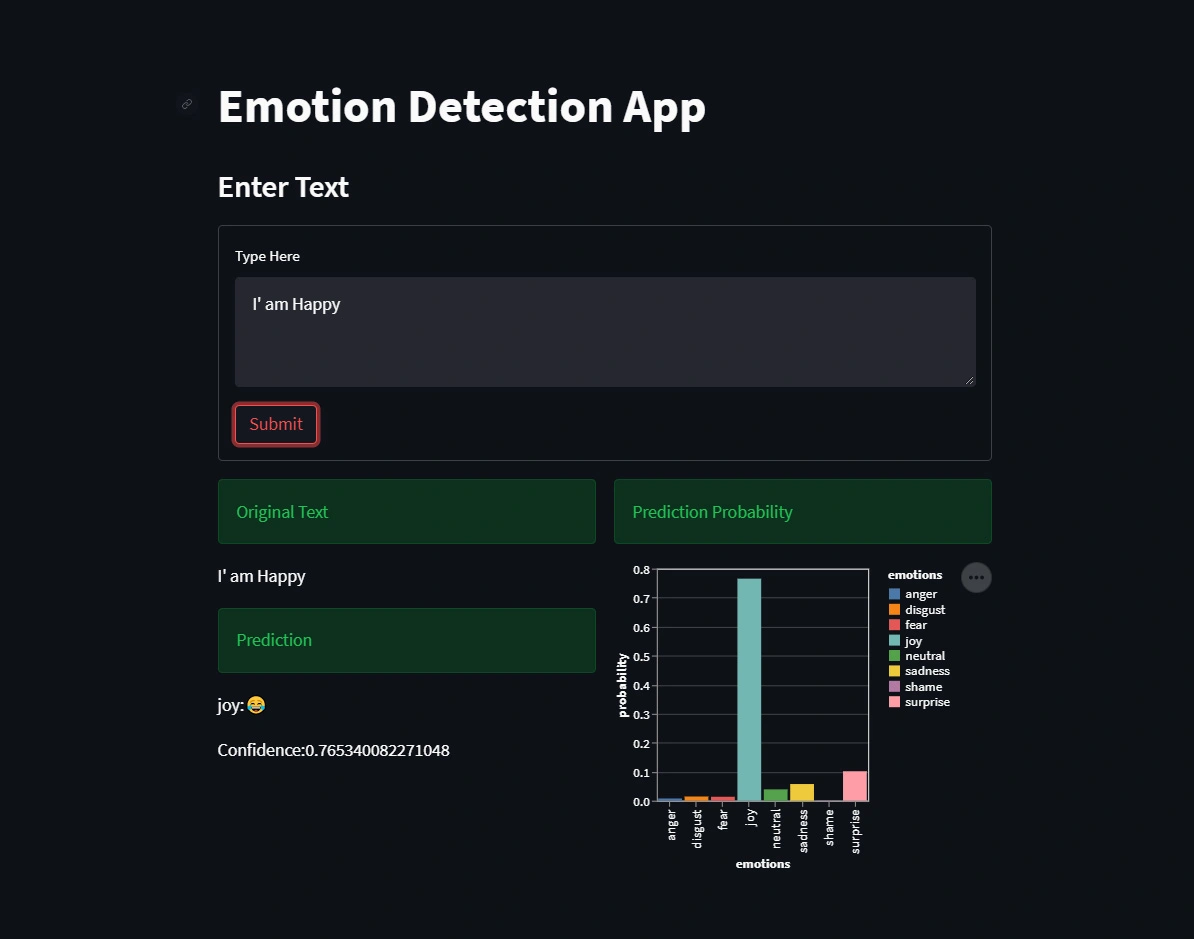 Emotion Detection App
Enter Text
Type Here
I' am Happy
Submit
Original Text
I' am Happy
Prediction
joy:😂
Confidence:0.765340082271048
Prediction Probability
0.8
0.7
0.6
0.5
0.4
0.3
0.2
0.1
0.0
probability
anger
disgust
fear
joy
neutral
sadness
shame
surprise
emotions
emotions
anger
disgust
fear
joy
neutral
sadness
shame
surprise